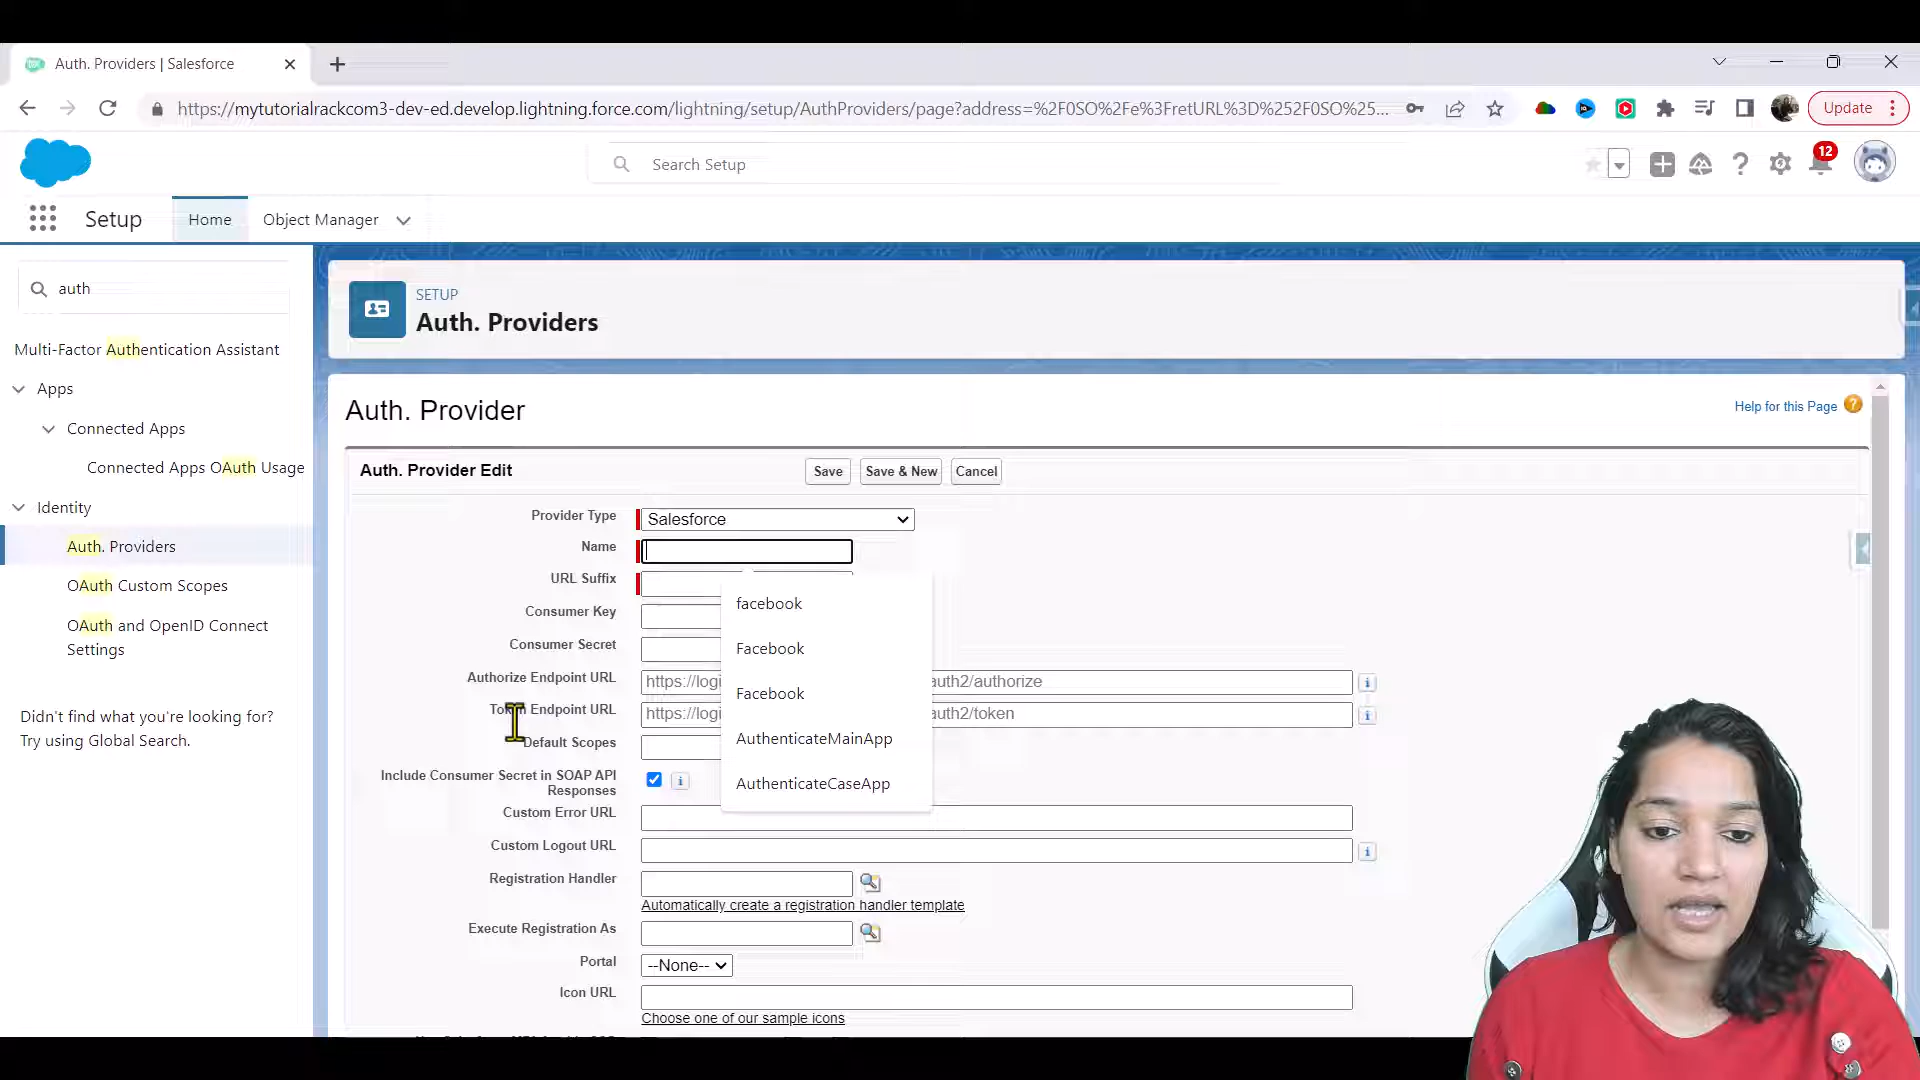 Auth. Providers | Salesforce
https://mytutorialrackcom3-dev-ed.develop.lightning.force.com/lightning/setup/AuthProviders/page?address=%2F0SO%2Fe%3FretURL%3D%252F0SO%25...
Update
Search Setup
12
Setup
Home
Object Manager
auth
Multi-Factor Authentication Assistant
Apps
Connected Apps
Connected Apps OAuth Usage
Identity
Auth. Providers
OAuth Custom Scopes
OAuth and OpenID Connect
Settings
Didn't find what you're looking for?
Try using Global Search.
SETUP
Auth. Providers
Auth. Provider
Help for this Page
Auth. Provider Edit
Save
Save & New
Cancel
Provider Type
Salesforce
Name
URL Suffix
Consumer Key
Consumer Secret
Authorize Endpoint URL
https://logi
auth2/authorize
Token Endpoint URL
https://logi
auth2/token
Default Scopes
facebook
Facebook
Facebook
AuthenticateMainApp
AuthenticateCaseApp
Include Consumer Secret in SOAP API
Responses
Custom Error URL
Custom Logout URL
Registration Handler
Automatically create a registration handler template
Execute Registration As
Portal
--None--
Icon URL
Choose one of our sample icons